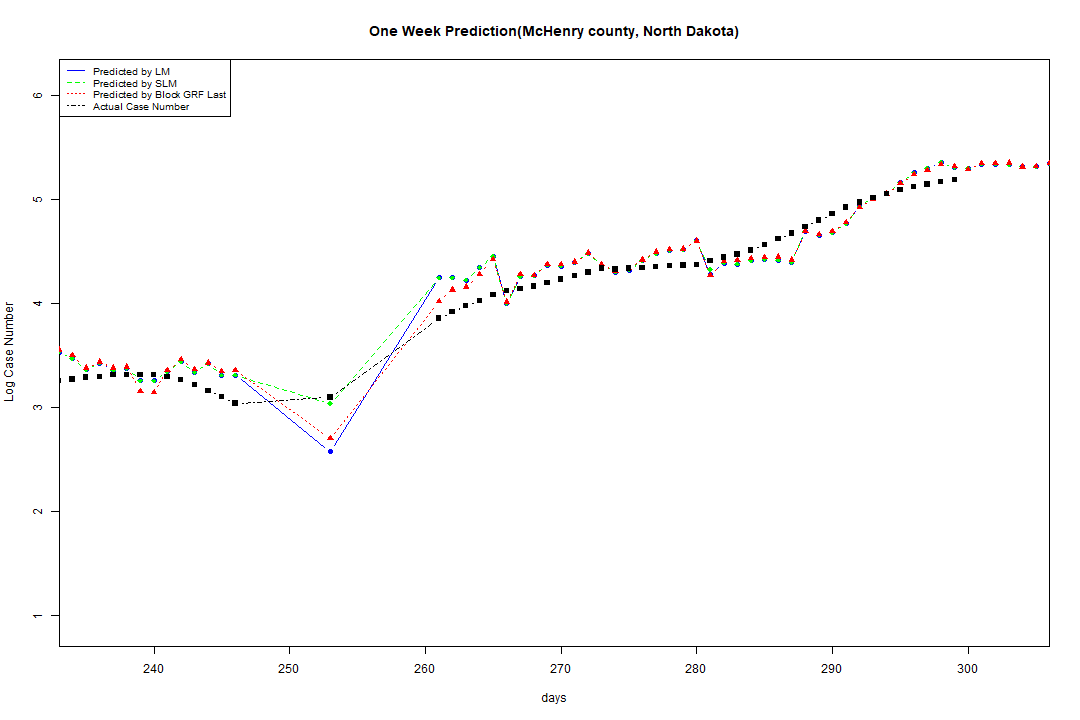 One Week Prediction(McHenry county, North Dakota)
Predicted by LM
Predicted by SLM
Predicted by Block GRF Last
Actual Case Number
6
5
4
3
2
1
Log Case Number
240 250 260 270 280 290 300
days